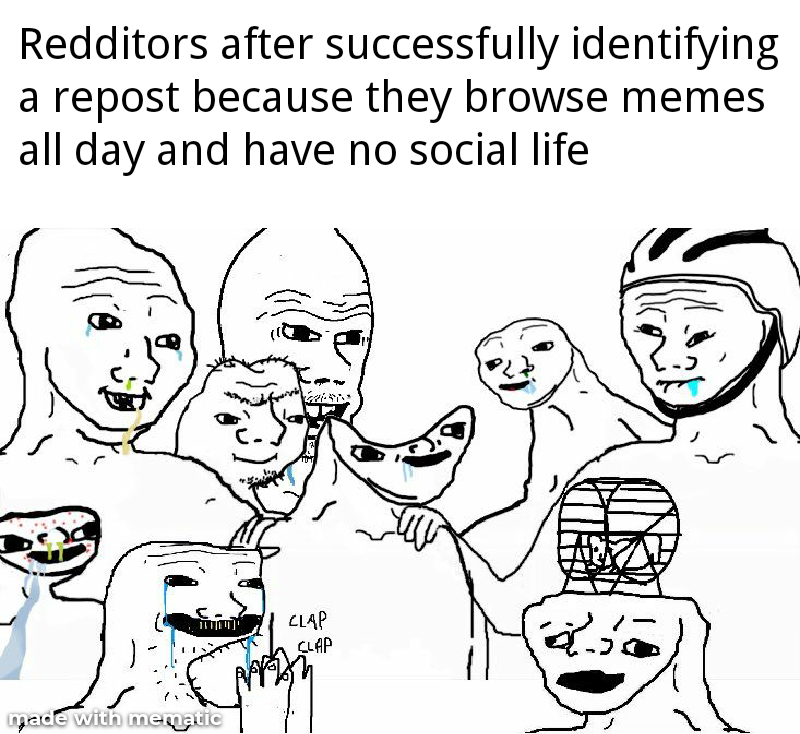 Redditors after successfully identifying
a repost because they browse memes
all day and have no social life
CLAP
CLAP
made with mematic